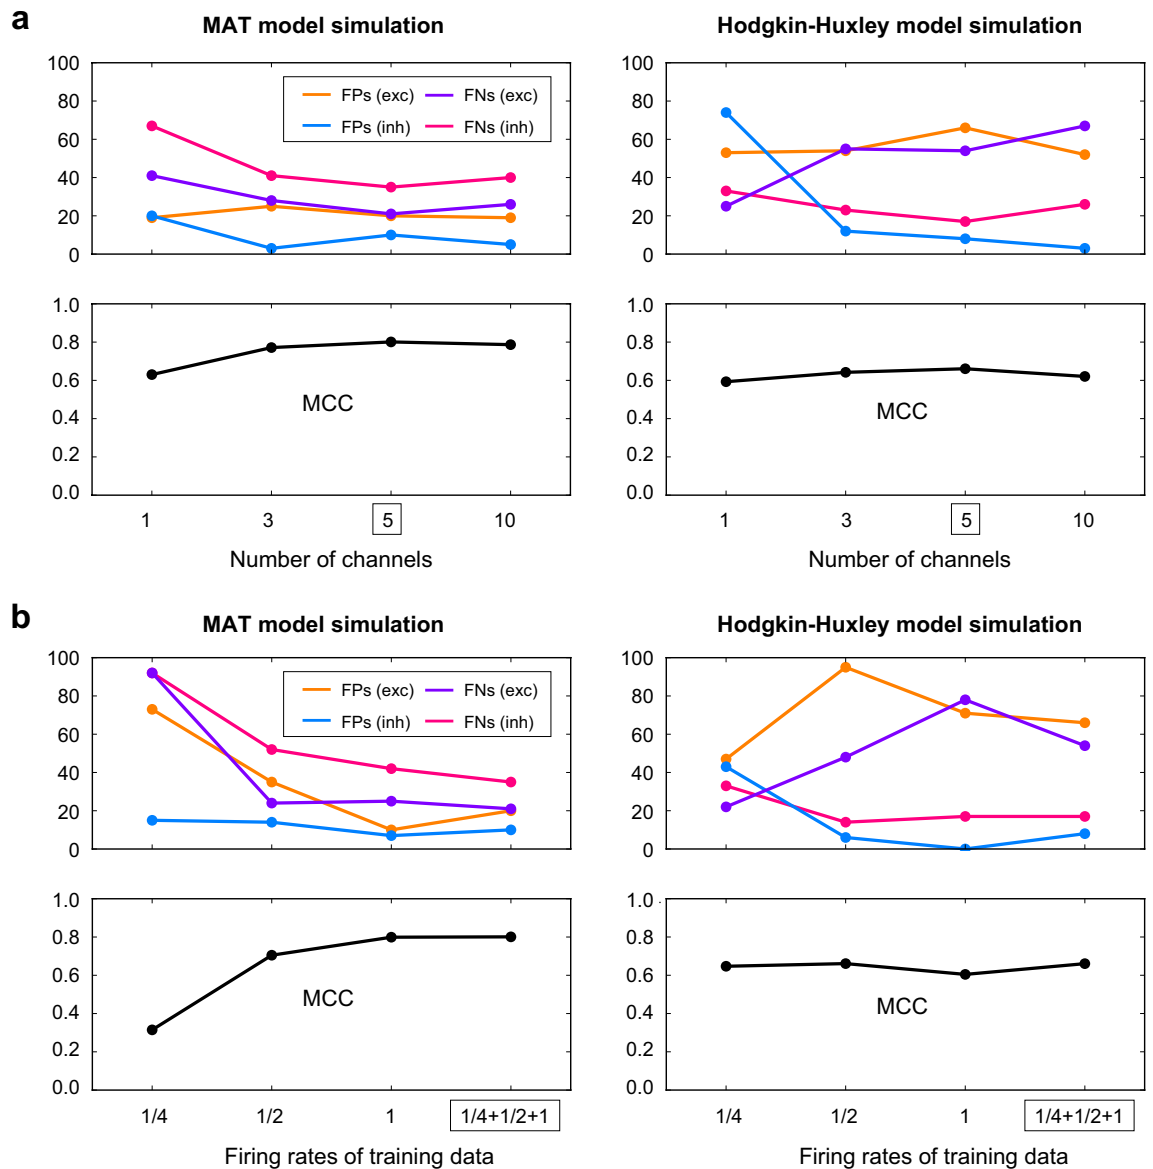 a
MAT model simulation
Hodgkin-Huxley model simulation
100
80
60
40
20
0
FPs (exc) FNs (exc)
FPs (inh) FNs (inh)
100
80
60
40
20
0
1.0
0.8
0.6
0.4
0.2
0.0
MCC
1.0
0.8
0.6
0.4
0.2
0.0
MCC
1 3 5 10
Number of channels
1 3 5 10
Number of channels
b
MAT model simulation
Hodgkin-Huxley model simulation
100
80
60
40
20
0
FPs (exc) FNs (exc)
FPs (inh) FNs (inh)
100
80
60
40
20
0
1.0
0.8
0.6
0.4
0.2
0.0
MCC
1.0
0.8
0.6
0.4
0.2
0.0
MCC
1/4 1/2 1 1/4+1/2+1
Firing rates of training data
1/4 1/2 1 1/4+1/2+1
Firing rates of training data